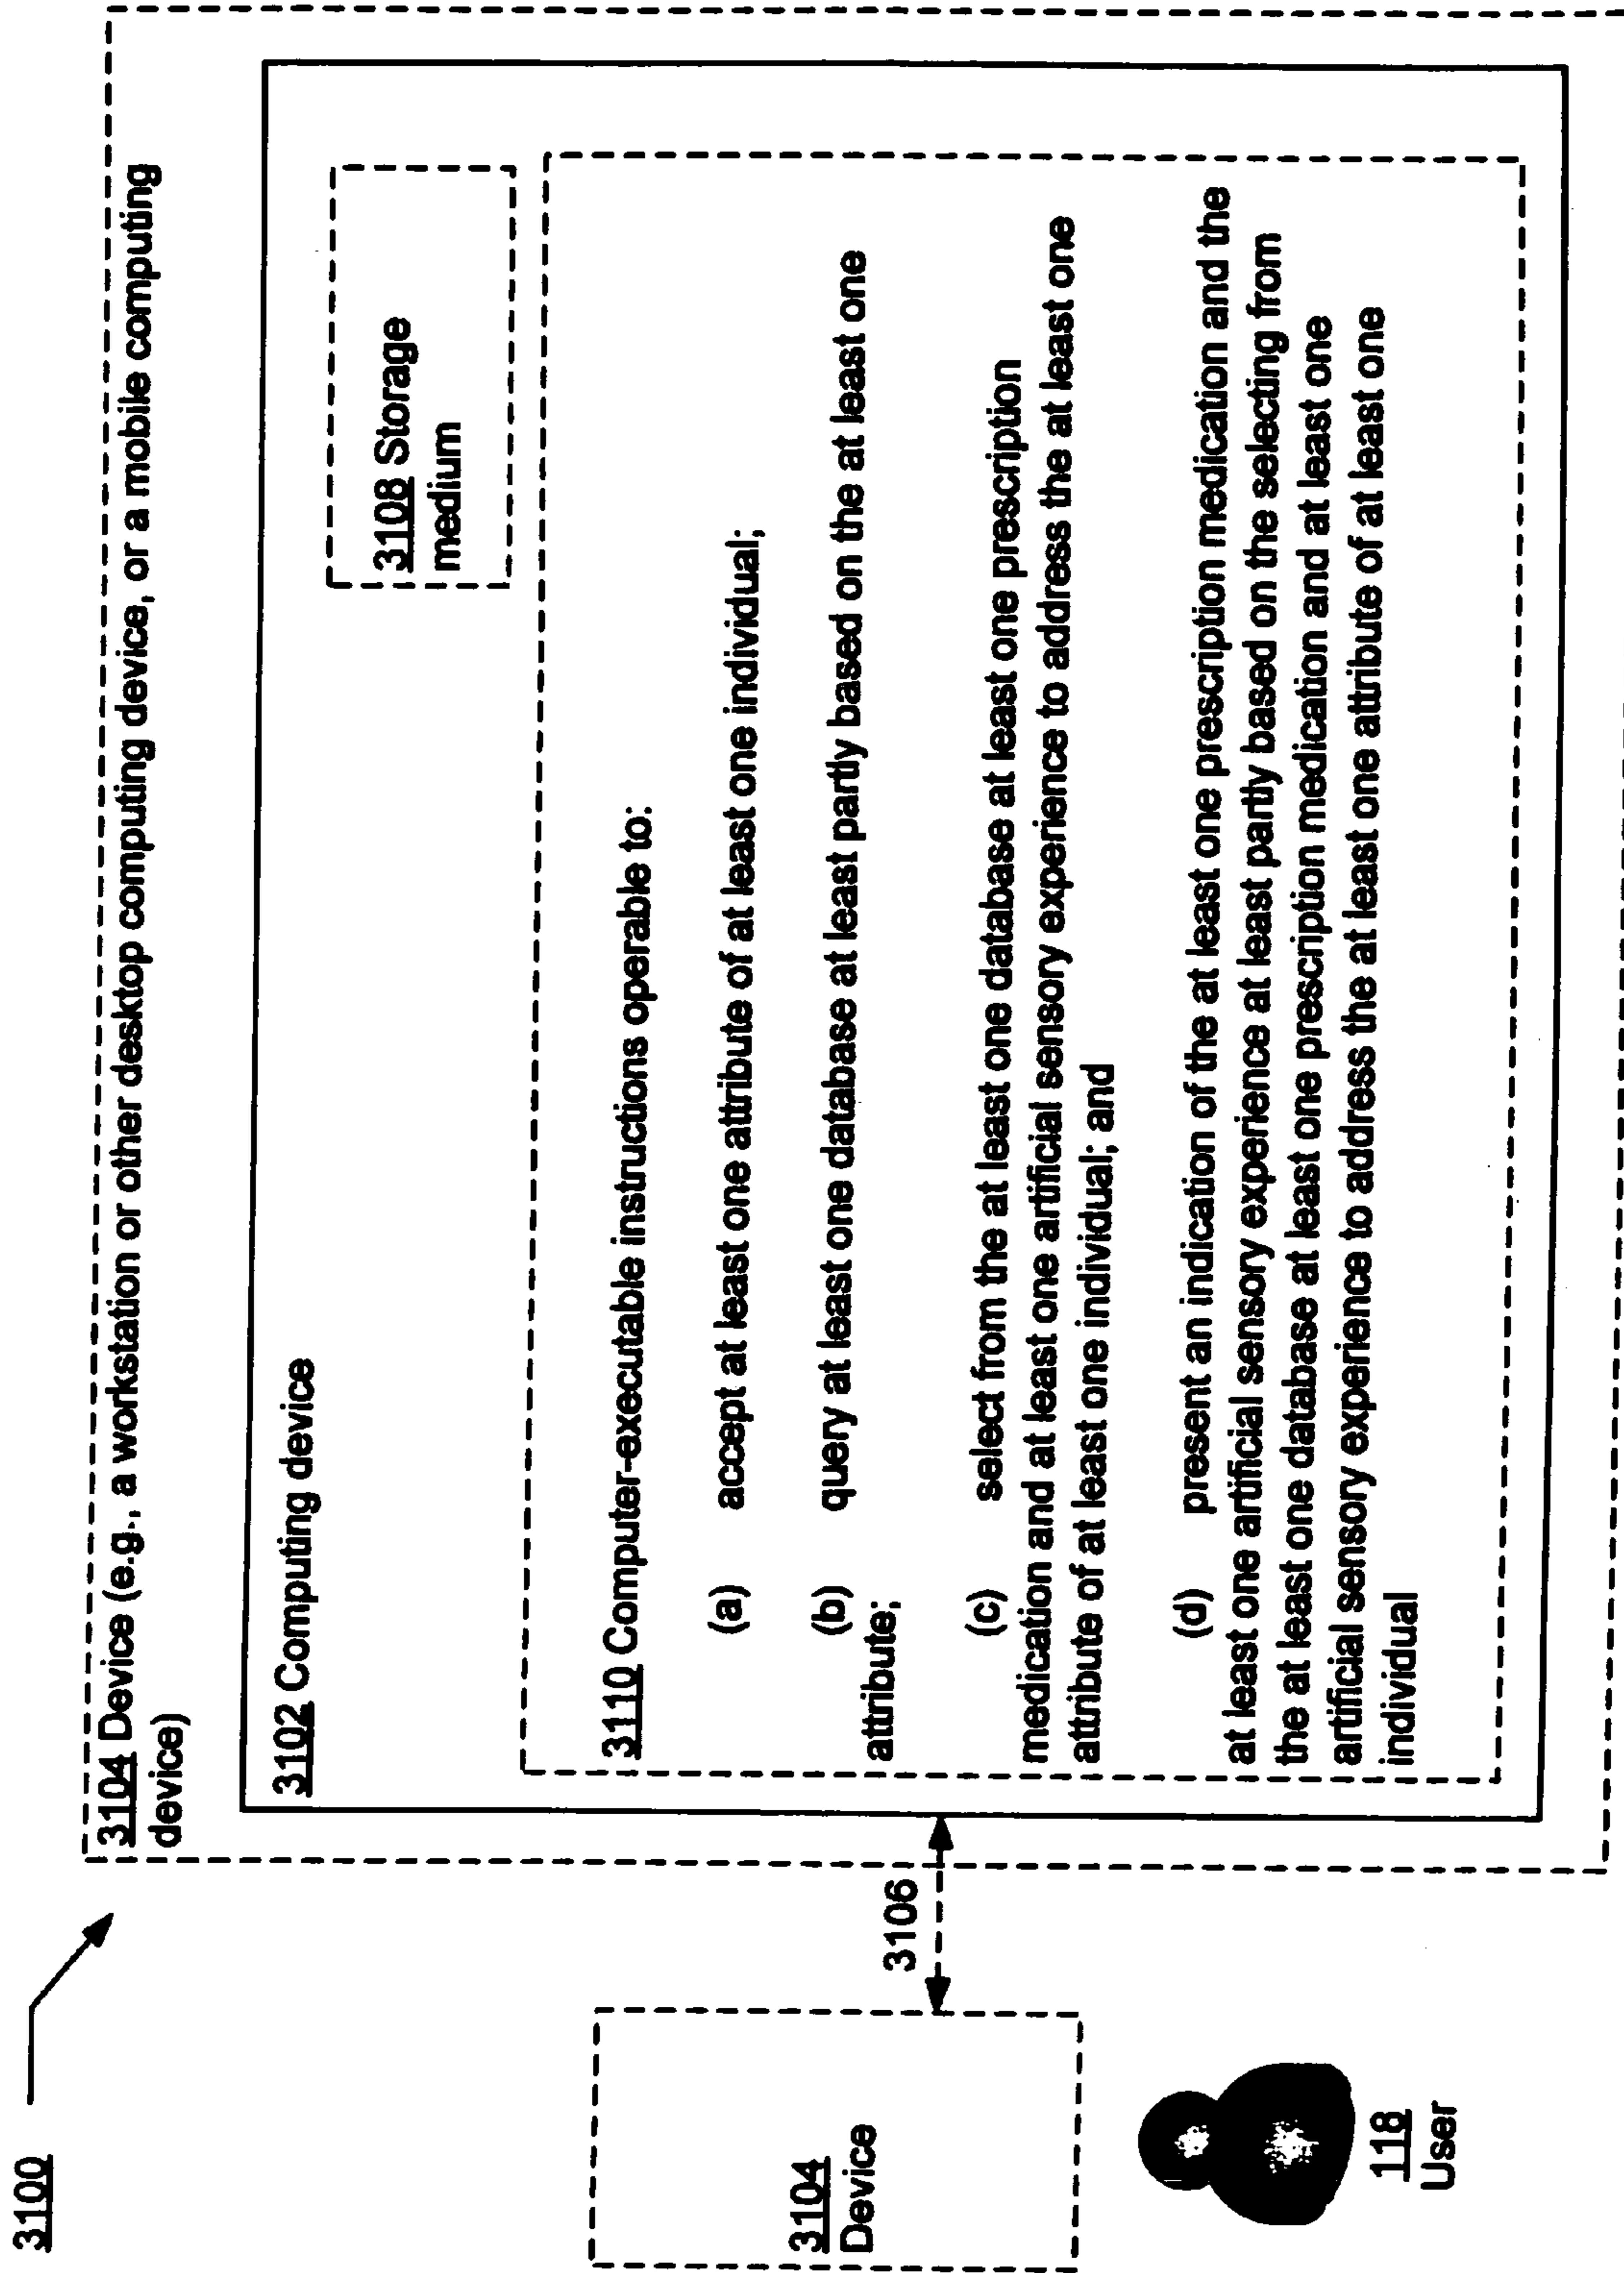 3100
3104 Device (e.g., a workstation or other desktop computing device, or a mobile computing
device)
3102 Computing device
3108 Storage
medium
3110 Computer-executable instructions operable to:
(a) accept at least one attribute of at least one individual;
(b) query at least one database at least partly based on the at least one
attribute;
(c) select from the at least one database at least one prescription
medication and at least one artificial sensory experience to address the at least one
attribute of at least one individual; and
(d) present an indication of the at least one prescription medication and the
at least one artificial sensory experience at least partly based on the selecting from
the at least one database at least one prescription medication and at least one
artificial sensory experience to address the at least one attribute of at least one
individual
3106
3104
Device
118
User